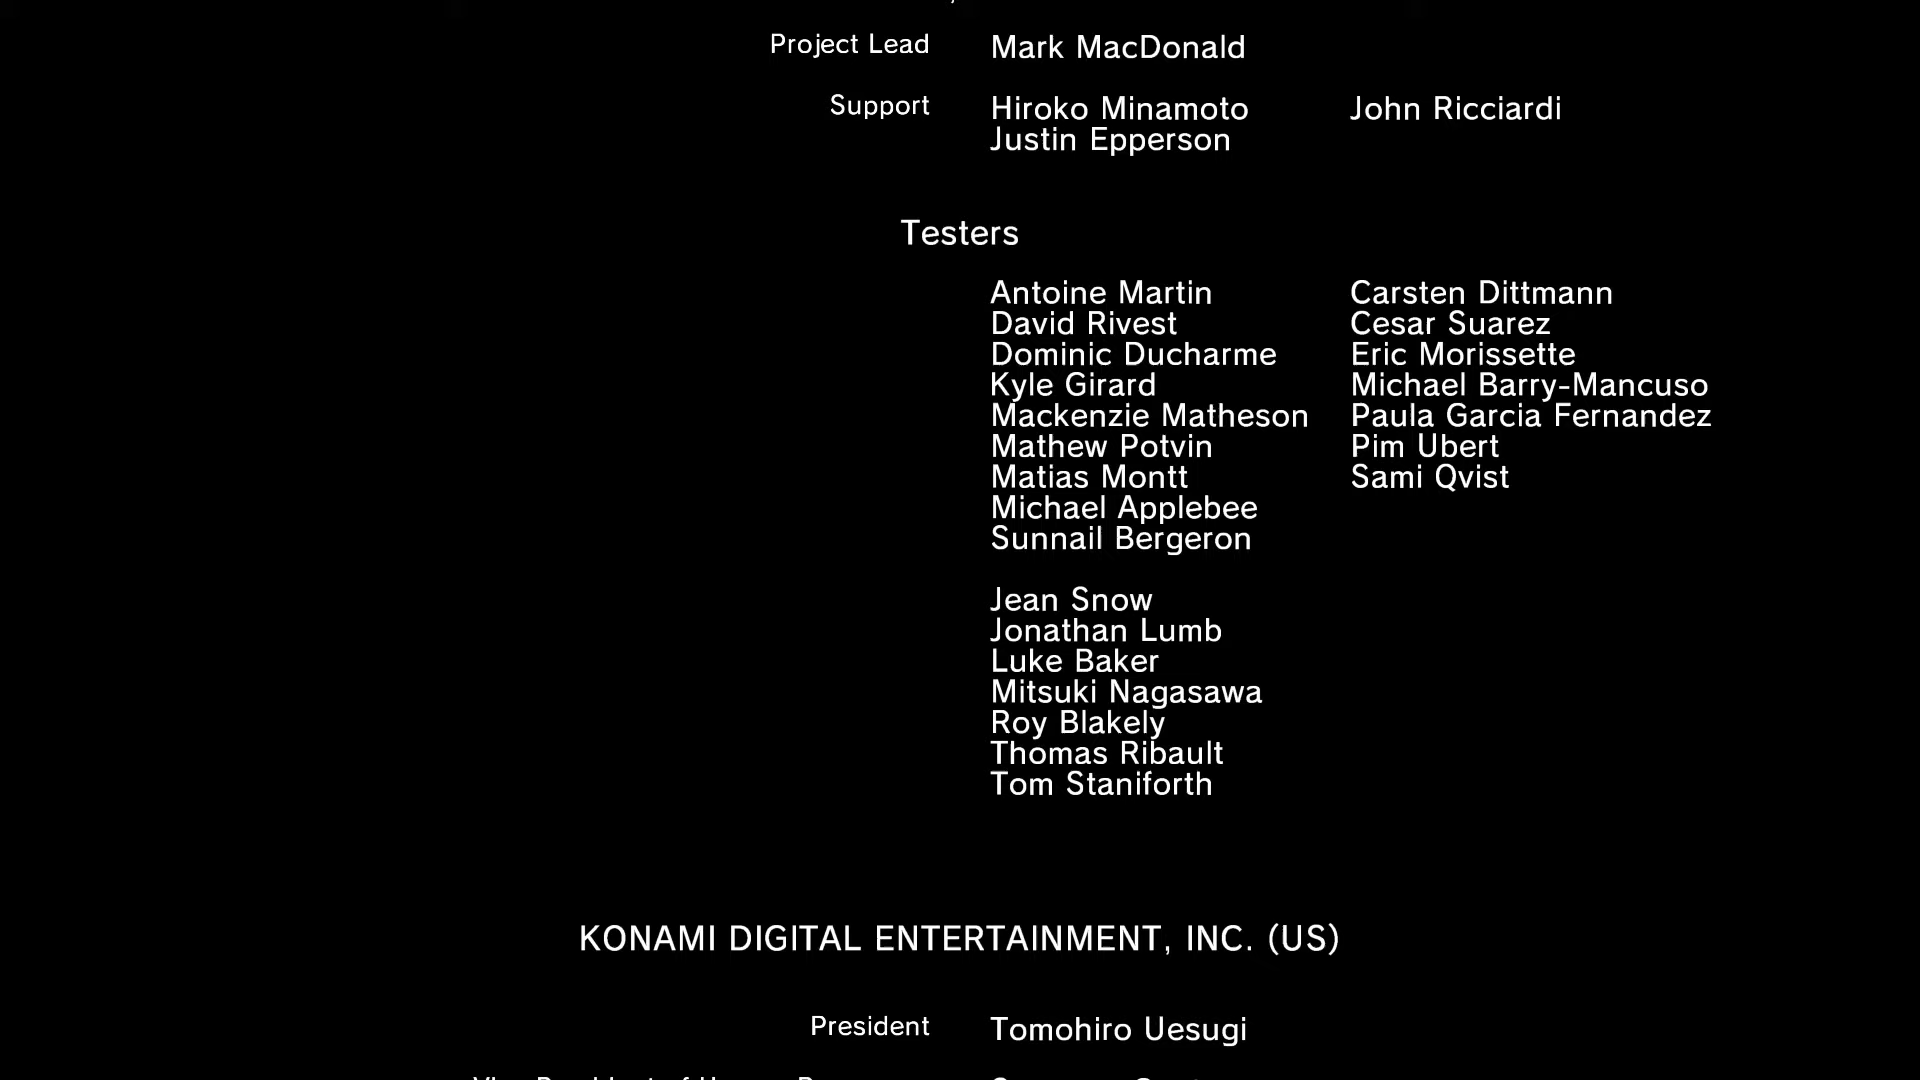 Project Lead Mark MacDonald
Support Hiroko Minamoto John Ricciardi
Justin Epperson
Testers
Antoine Martin Carsten Dittmann
David Rivest Cesar Suarez
Dominic Ducharme Eric Morissette
Kyle Girard Michael Barry-Mancuso
Mackenzie Matheson Paula Garcia Fernandez
Mathew Potvin Pim Ubert
Matias Montt Sami Qvist
Michael Applebee
Sunnail Bergeron
Jean Snow
Jonathan Lumb
Luke Baker
Mitsuki Nagasawa
Roy Blakely
Thomas Ribault
Tom Staniforth
KONAMI DIGITAL ENTERTAINMENT, INC. (US)
President Tomohiro Uesugi